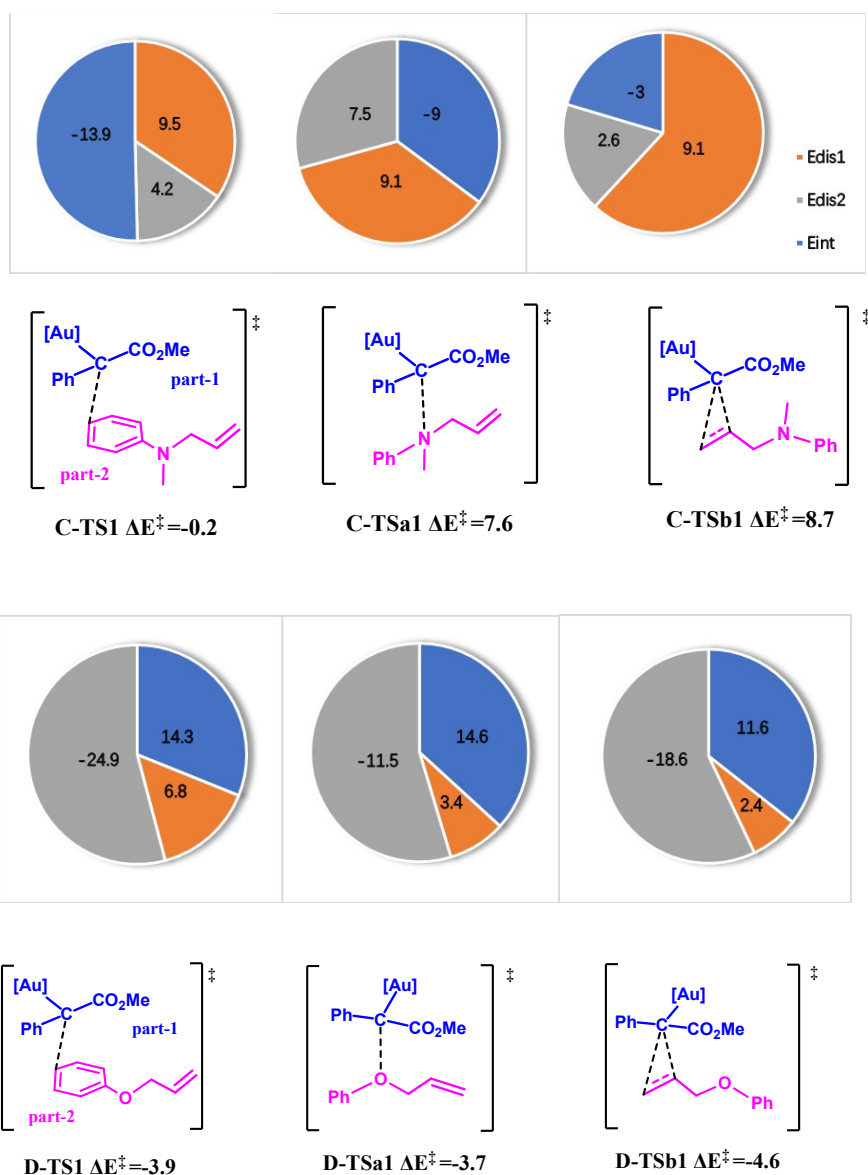 -13.9
9.5
4.2
7.5
-9
9.1
-3
2.6
9.1
Edis1
Edis2
Eint
[Au]
CO2Me
C
Ph
part-1
N
part-2
‡
C-TS1 ΔE‡=-0.2
[Au]
CO2Me
C
Ph
N
Ph
‡
C-TSa1 ΔE‡=7.6
[Au]
CO2Me
C
Ph
N
Ph
‡
C-TSb1 ΔE‡=8.7
-24.9
14.3
6.8
-11.5
14.6
3.4
-18.6
11.6
2.4
[Au]
CO2Me
C
Ph
part-1
O
part-2
‡
D-TS1 ΔE‡=-3.9
[Au]
Ph
C
CO2Me
O
Ph
‡
D-TSa1 ΔE‡=-3.7
[Au]
Ph
C
CO2Me
O
Ph
‡
D-TSb1 ΔE‡=-4.6